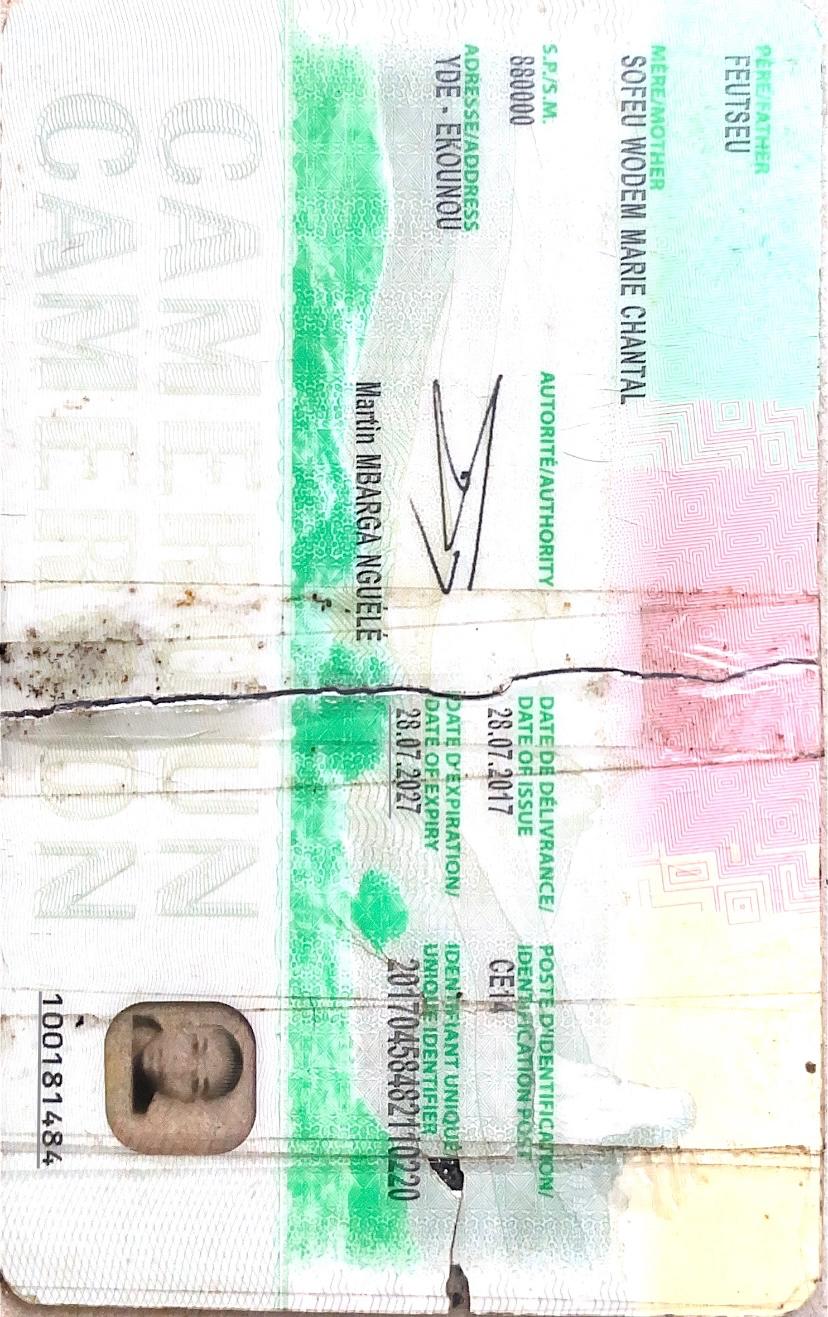 PÈRE/FATHER
FEUTSEU
MÈRE/MOTHER
SOFEU WODEM MARIE CHANTAL
S.P./S.M.
880000
ADRESSE/ADDRESS
YDE - EKOUNOU
AUTORITÉ/AUTHORITY
Martin MBARGA NGUÉLÉ
DATE DE DÉLIVRANCE/
DATE OF ISSUE
28.07.2017
DATE D'EXPIRATION/
DATE OF EXPIRY
28.07.2027
POSTE D'IDENTIFICATION/
IDENTIFICATION POST
CE14
IDENTIFIANT UNIQUE/
UNIQUE IDENTIFIER
20170458482110220
CAMEROUN
CAMEROON
100181484